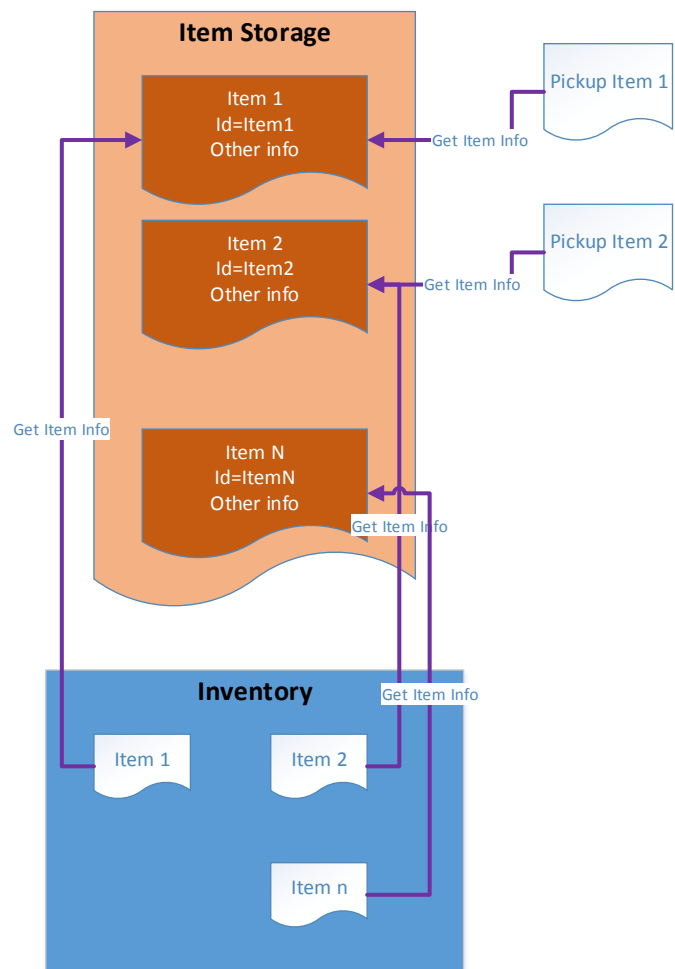 Item Storage
Item 1
Id=Item1
Other info
Pickup Item 1
Get Item Info
Item 2
Id=Item2
Other info
Pickup Item 2
Get Item Info
Get Item Info
Item N
Id=ItemN
Other info
Get Item Info
Inventory
Get Item Info
Item 1
Item 2
Item n